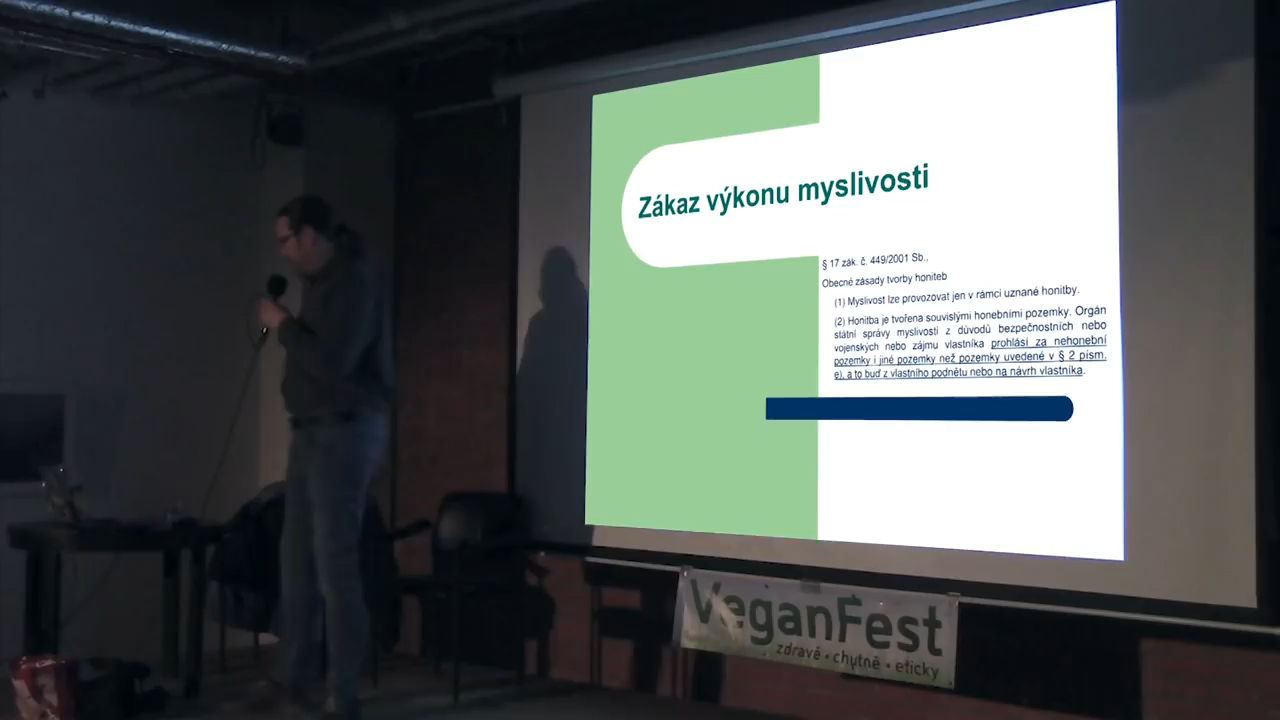 Zákaz výkonu myslivosti
§ 17 zák. č. 449/2001 Sb.,
Obecné zásady tvorby honiteb
(1) Myslivost lze provozovat jen v rámci uznané honitby.
(2) Honitba je tvořena souvislými honebními pozemky. Orgán
státní správy myslivosti z důvodů bezpečnostních nebo
vojenských nebo zájmu vlastníka prohlásí za nehonební
pozemky i jiné pozemky než pozemky uvedené v § 2 písm.
e), a to buď z vlastního podnětu nebo na návrh vlastníka.
VeganFest
zdravě • chutně • eticky